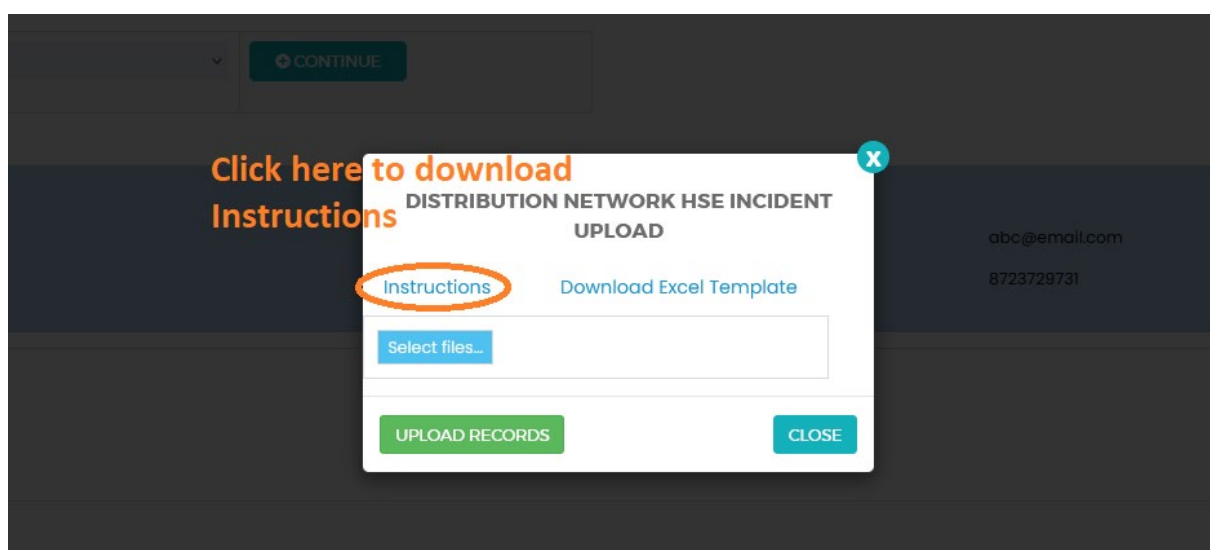 CONTINUE
Click here to download
Instructions
X
DISTRIBUTION NETWORK HSE INCIDENT
UPLOAD
abc@email.com
8723729731
Instructions Download Excel Template
Select files...
UPLOAD RECORDS CLOSE